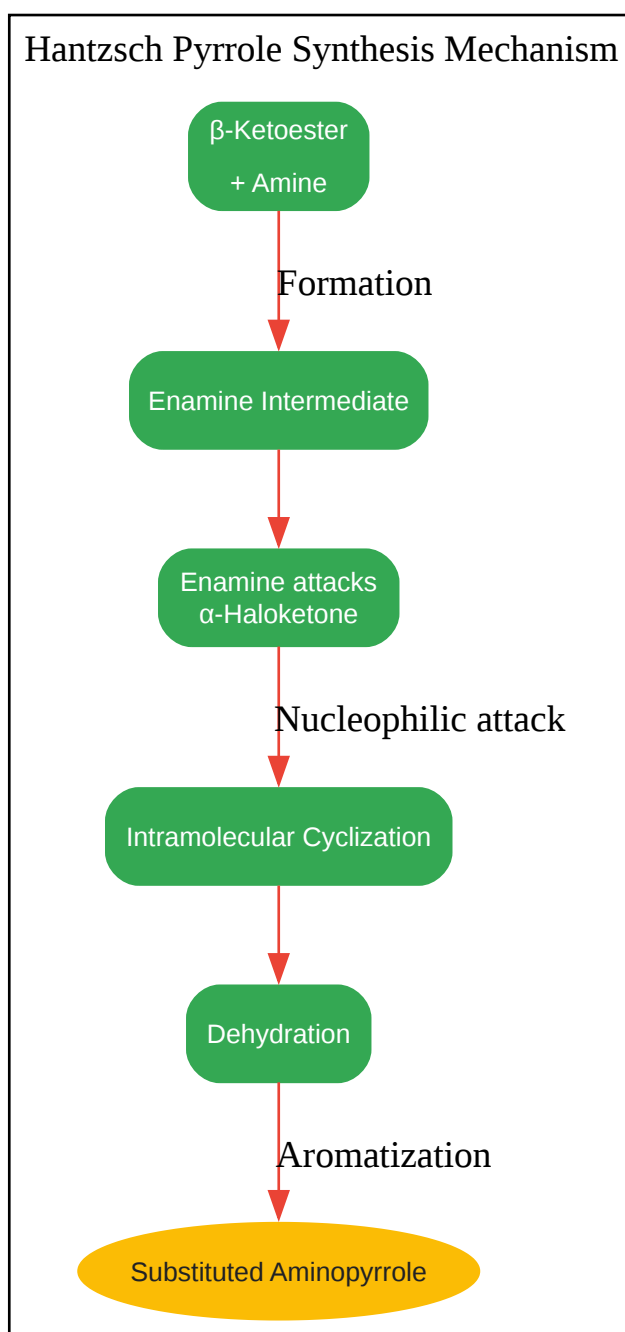 Hantzsch Pyrrole Synthesis Mechanism
β-Ketoester
+ Amine
Formation
Enamine Intermediate
Enamine attacks
α-Haloketone
Nucleophilic attack
Intramolecular Cyclization
Dehydration
Aromatization
Substituted Aminopyrrole